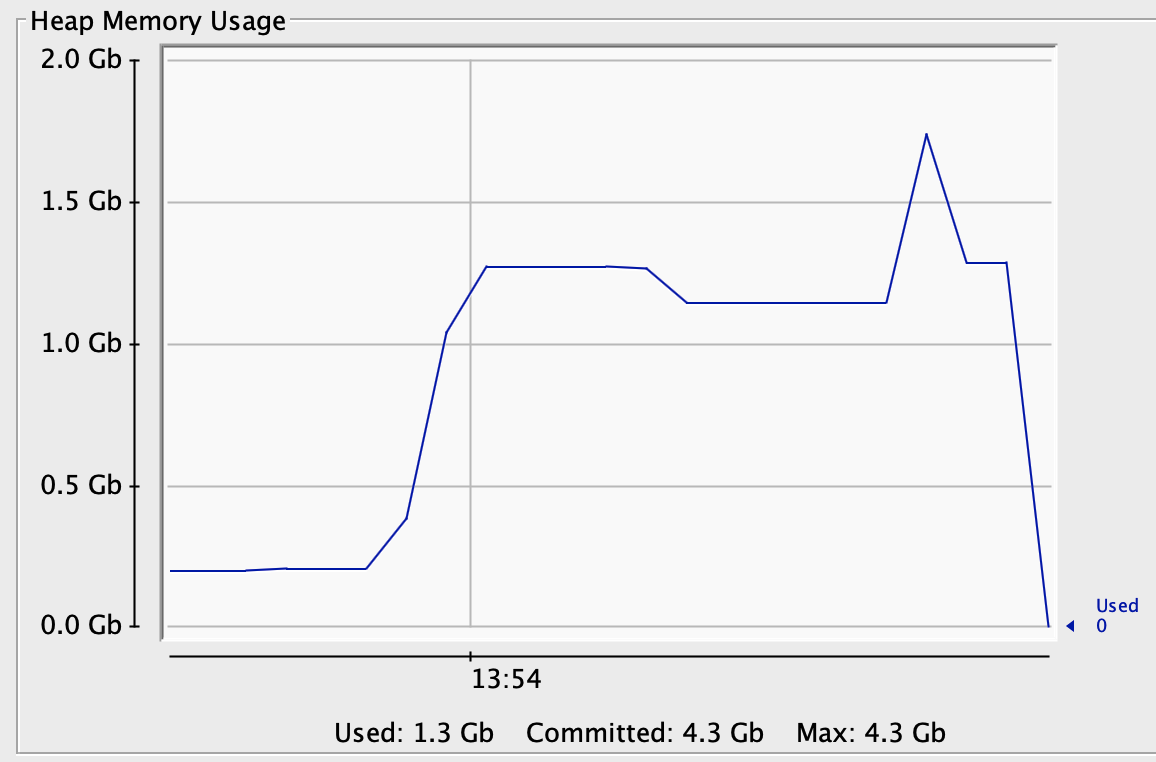 Heap Memory Usage
2.0 Gb
1.5 Gb
1.0 Gb
0.5 Gb
0.0 Gb
Used
0
13:54
Used: 1.3 Gb Committed: 4.3 Gb Max: 4.3 Gb